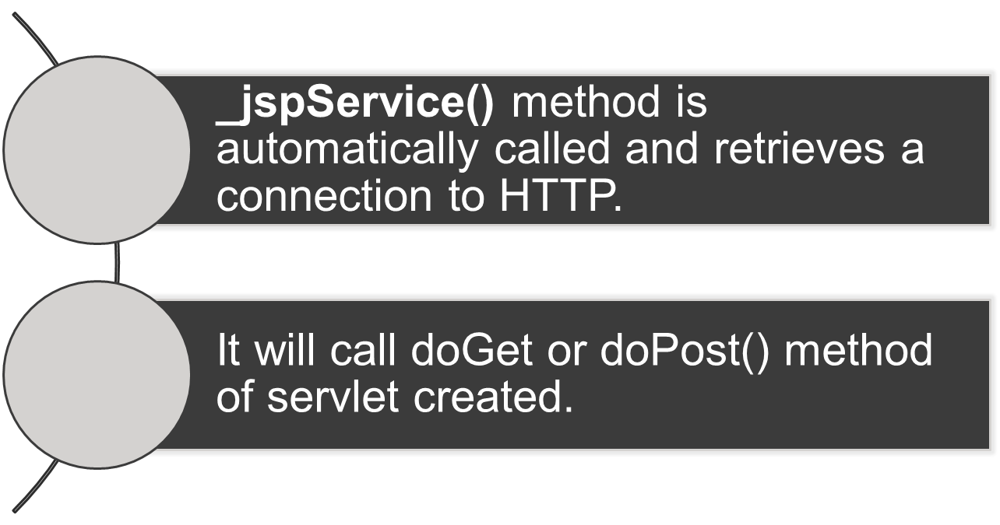 _jspService() method is
automatically called and retrieves a
connection to HTTP.
It will call doGet or doPost() method
of servlet created.